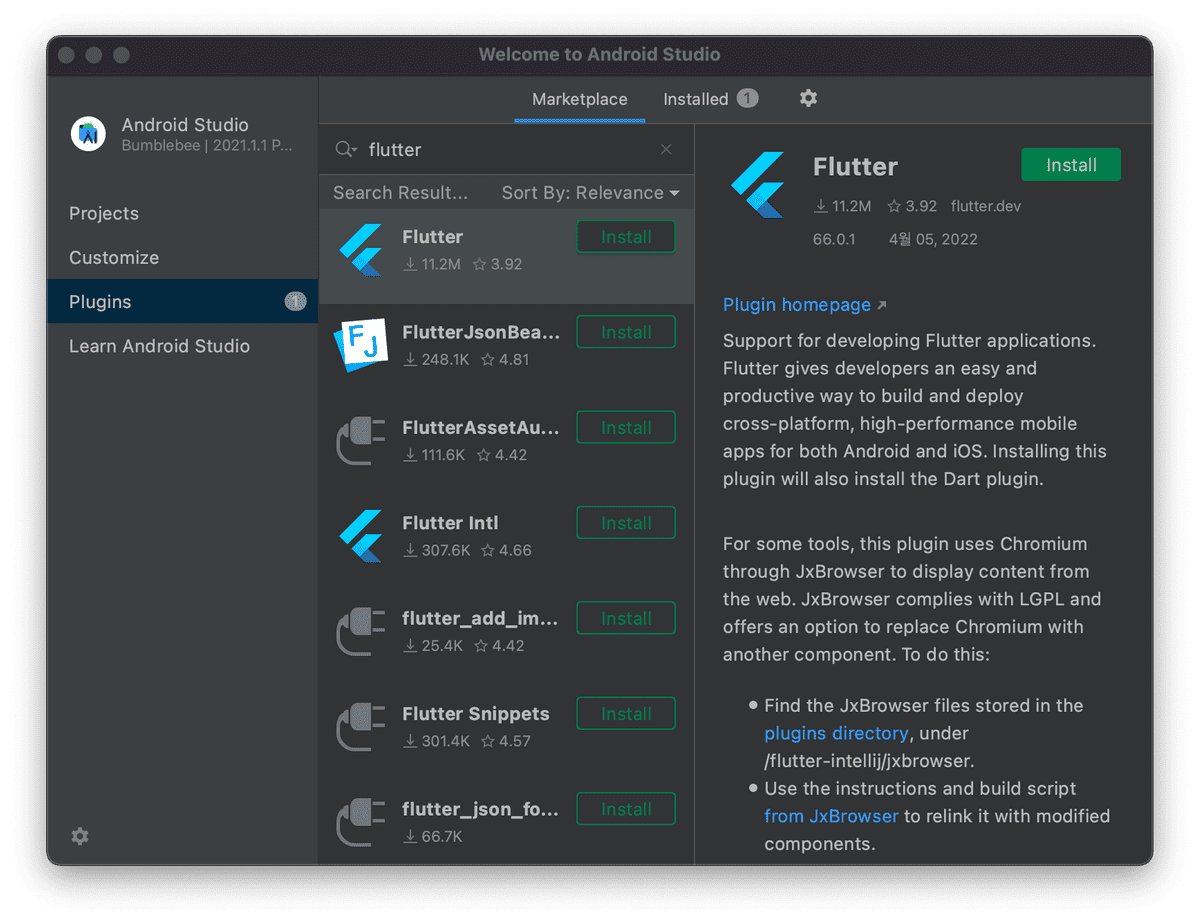 Welcome to Android Studio
Android Studio
Bumblebee | 2021.1.1 P...
Projects
Customize
Plugins 1
Learn Android Studio
Marketplace Installed 1
flutter
Search Result... Sort By: Relevance
Flutter Install
11.2M 3.92
FlutterJsonBea... Install
248.1K 4.81
FlutterAssetAu... Install
111.6K 4.42
Flutter Intl Install
307.6K 4.66
flutter_add_im... Install
25.4K 4.42
Flutter Snippets Install
301.4K 4.57
flutter_json_fo... Install
66.7K
Flutter Install
11.2M 3.92 flutter.dev
66.0.1 4월 05, 2022
Plugin homepage
Support for developing Flutter applications.
Flutter gives developers an easy and
productive way to build and deploy
cross-platform, high-performance mobile
apps for both Android and iOS. Installing this
plugin will also install the Dart plugin.
For some tools, this plugin uses Chromium
through JxBrowser to display content from
the web. JxBrowser complies with LGPL and
offers an option to replace Chromium with
another component. To do this:
• Find the JxBrowser files stored in the
plugins directory, under
/flutter-intellij/jxbrowser.
• Use the instructions and build script
from JxBrowser to relink it with modified
components.